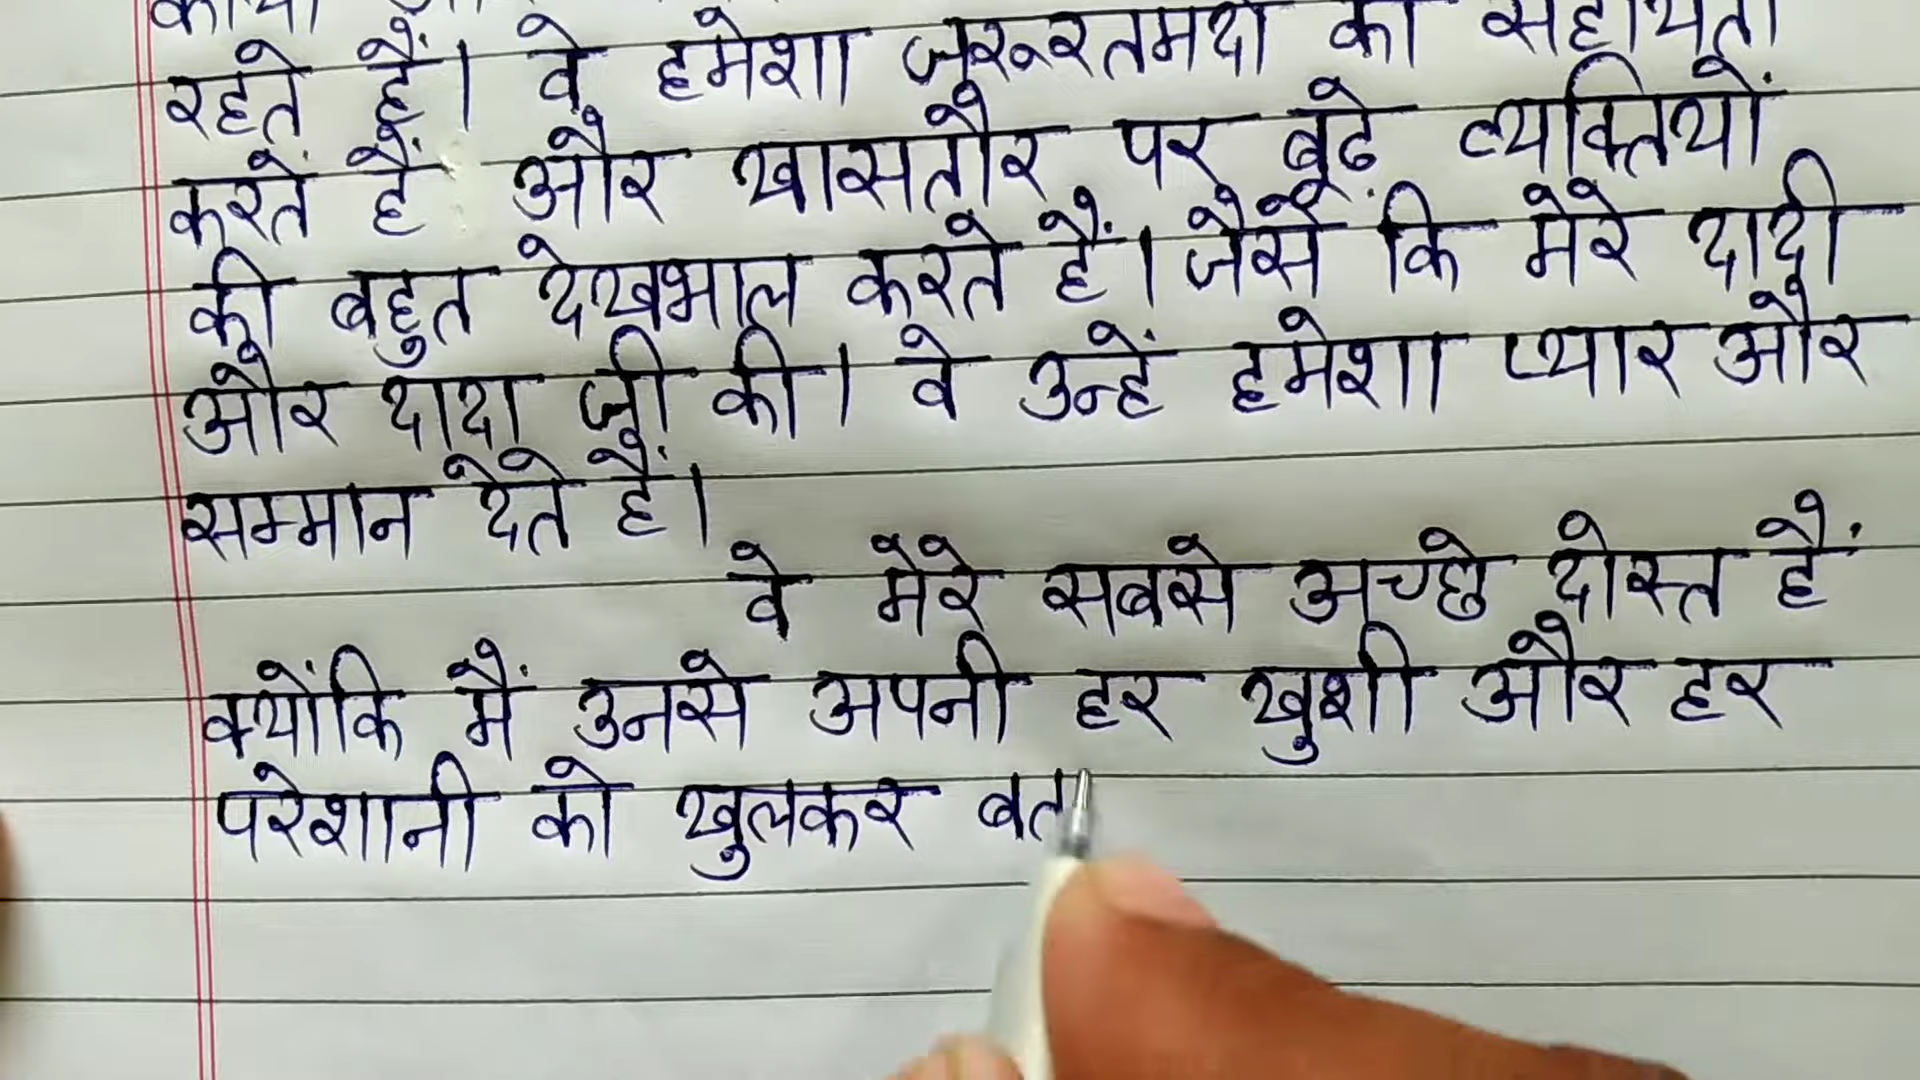 रहते हैं। वे हमेशा जरूरतमंदों की सहायता
करते हैं और खासतौर पर बूढ़े व्यक्तियों
की बहुत देखभाल करते हैं। जैसे कि मेरे दादी
और दादा जी की। वे उन्हें हमेशा प्यार और
सम्मान देते हैं।
वे मेरे सबसे अच्छे दोस्त हैं
क्योंकि मैं उनसे अपनी हर खुशी और हर
परेशानी को खुलकर बत